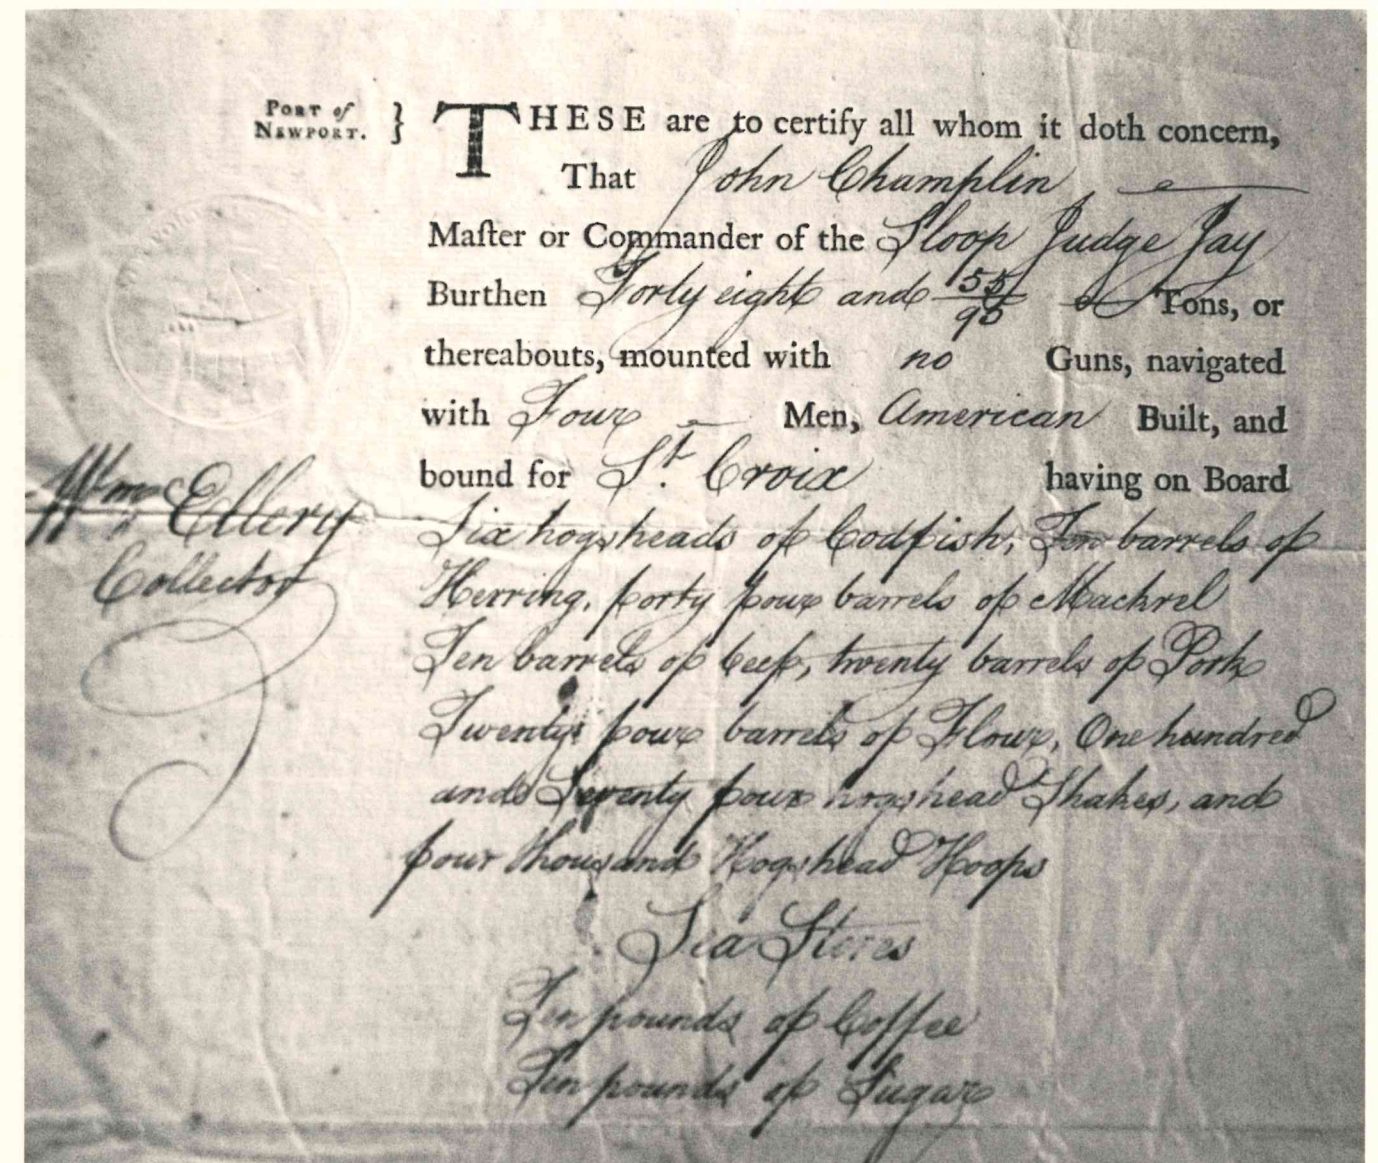 PORT of
NEWPORT. }
THESE are to certify all whom it doth concern,
That John Champlin
Maſter or Commander of the Sloop Judge Jay
Burthen Forty eight and 55/95 Tons, or
thereabouts, mounted with no Guns, navigated
with Four Men, American Built, and
bound for St. Croix having on Board
Wm Ellery
Collector
Six hogsheads of Codfish, Ten barrels of
Herring, forty four barrels of Mackrel
Ten barrels of beef, twenty barrels of Pork
Twenty four barrels of Flour, One hundred
and Seventy four hogshead Shakes, and
four thousand Hogshead Hoops
Sea Stores
Ten pounds of Coffee
Ten pounds of Sugar